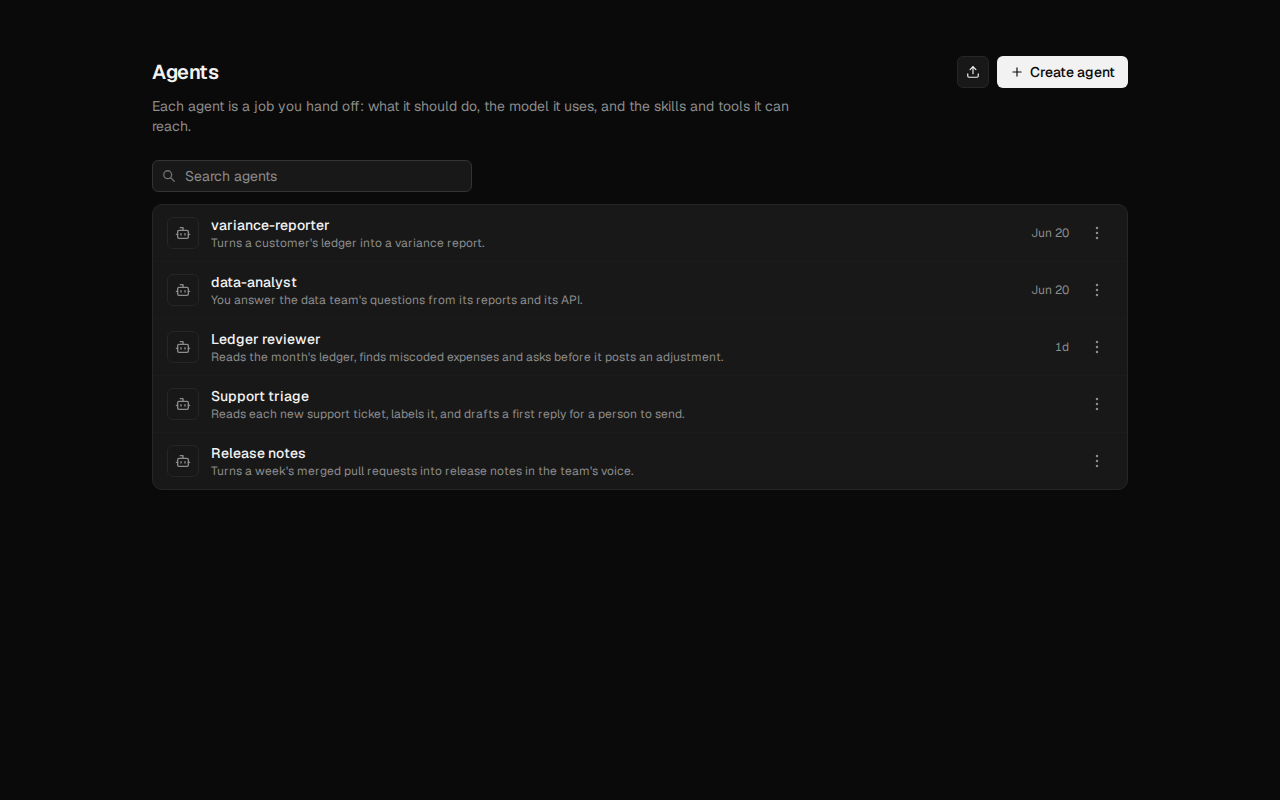 Agents
Create agent
Each agent is a job you hand off: what it should do, the model it uses, and the skills and tools it can
reach.
Search agents
variance-reporter
Turns a customer's ledger into a variance report.
Jun 20
data-analyst
You answer the data team's questions from its reports and its API.
Jun 20
Ledger reviewer
Reads the month's ledger, finds miscoded expenses and asks before it posts an adjustment.
1d
Support triage
Reads each new support ticket, labels it, and drafts a first reply for a person to send.
Release notes
Turns a week's merged pull requests into release notes in the team's voice.